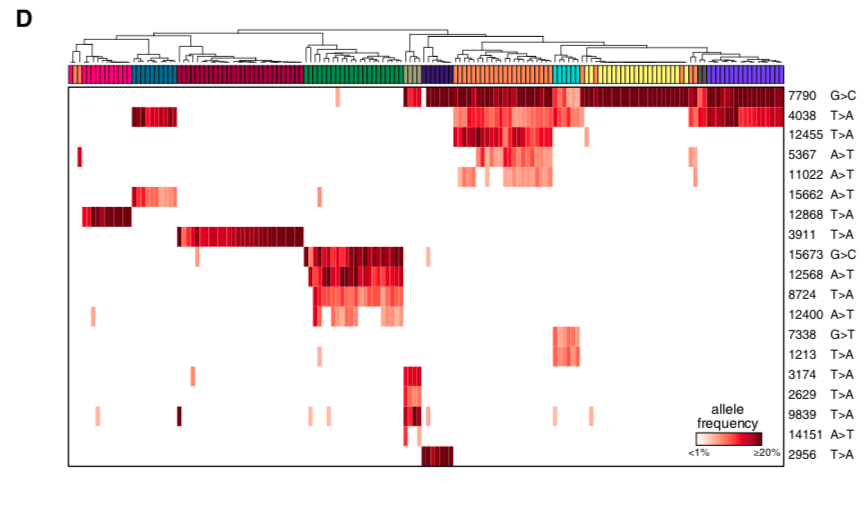 D
7790 G>C
4038 T>A
12455 T>A
5367 A>T
11022 A>T
15662 A>T
12868 T>A
3911 T>A
15673 G>C
12568 A>T
8724 T>A
12400 A>T
7338 G>T
1213 T>A
3174 T>A
2629 T>A
9839 T>A
14151 A>T
2956 T>A
allele
frequency
<1% ≥20%